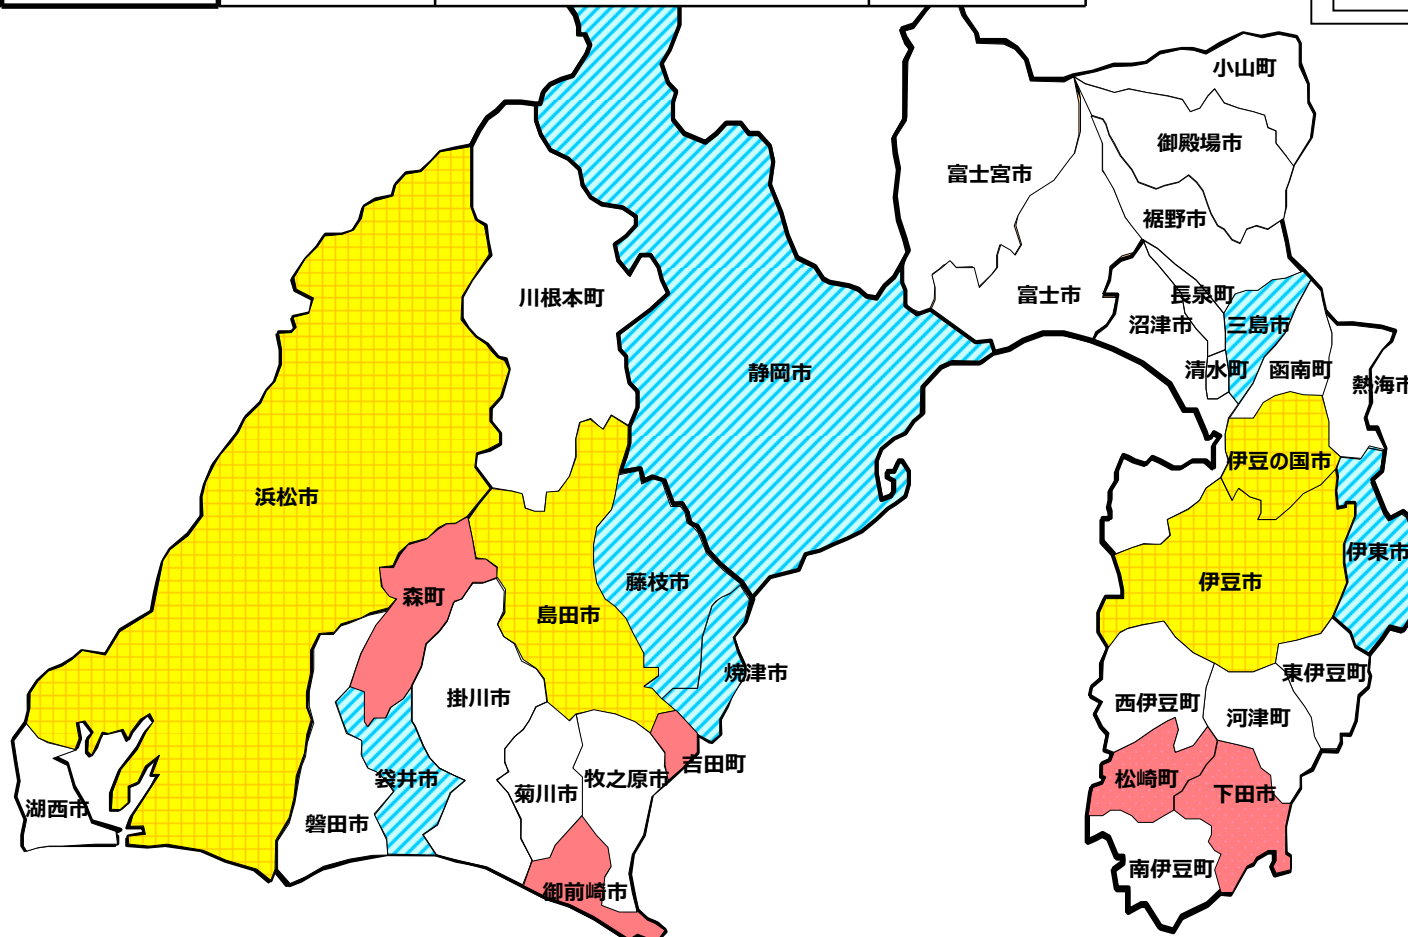 小山町
御殿場市
富士宮市
裾野市
川根本町
富士市
長泉町
沼津市
三島市
静岡市
清水町
函南町
熱海市
浜松市
伊豆の国市
伊東市
藤枝市
伊豆市
森町
島田市
焼津市
東伊豆町
掛川市
西伊豆町
河津町
吉田町
袋井市
牧之原市
松崎町
菊川市
下田市
湖西市
磐田市
南伊豆町
御前崎市